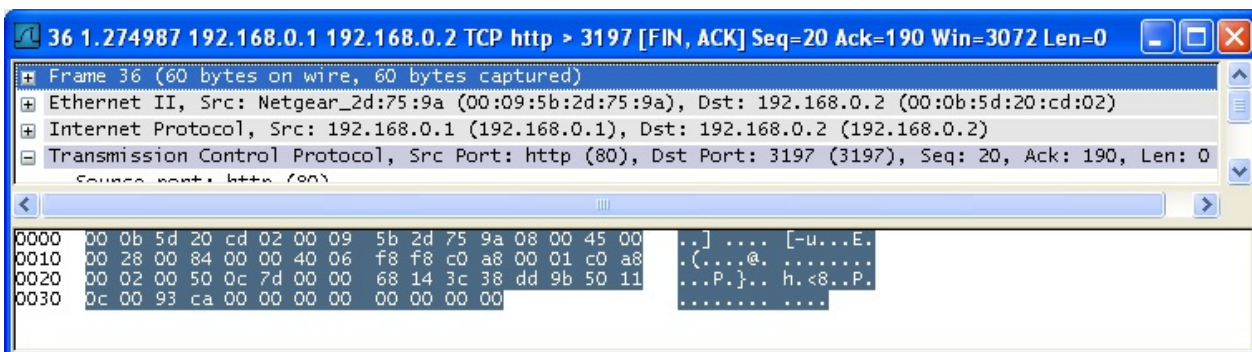 36 1.274987 192.168.0.1 192.168.0.2 TCP http > 3197 [FIN, ACK] Seq=20 Ack=190 Win=3072 Len=0
Frame 36 (60 bytes on wire, 60 bytes captured)
Ethernet II, Src: Netgear_2d:75:9a (00:09:5b:2d:75:9a), Dst: 192.168.0.2 (00:0b:5d:20:cd:02)
Internet Protocol, Src: 192.168.0.1 (192.168.0.1), Dst: 192.168.0.2 (192.168.0.2)
Transmission Control Protocol, Src Port: http (80), Dst Port: 3197 (3197), Seq: 20, Ack: 190, Len: 0
Source port: http (80)
0000 00 0b 5d 20 cd 02 00 09 5b 2d 75 9a 08 00 45 00 ..] .... [-u...E.
0010 00 28 00 84 00 00 40 06 f8 f8 c0 a8 00 01 c0 a8 .(....@. ........
0020 00 02 00 50 0c 7d 00 00 68 14 3c 38 dd 9b 50 11 ...P.}.. h.<8..P.
0030 0c 00 93 ca 00 00 00 00 00 00 00 00 ........ ....